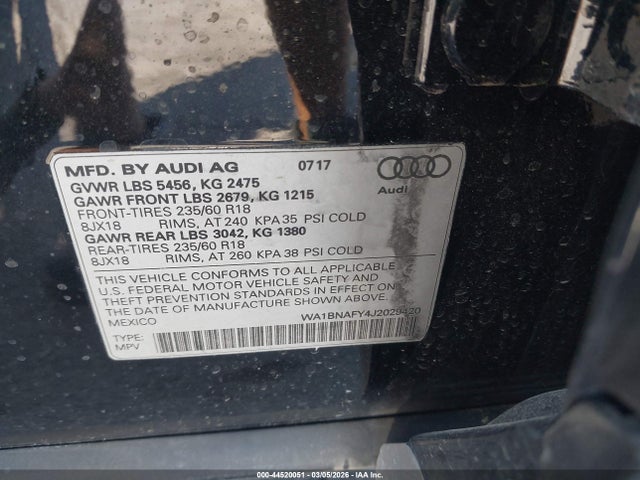 MFD. BY AUDI AG 07 17
GVWR LBS 5456, KG 2475
GAWR FRONT LBS 2679, KG 1215
FRONT-TIRES 235/60 R18
8JX18 RIMS, AT 240 KPA 35 PSI COLD
GAWR REAR LBS 3042, KG 1380
REAR-TIRES 235/60 R18
8JX18 RIMS, AT 260 KPA 38 PSI COLD
Audi
THIS VEHICLE CONFORMS TO ALL APPLICABLE
U.S. FEDERAL MOTOR VEHICLE SAFETY AND
THEFT PREVENTION STANDARDS IN EFFECT ON
THE DATE OF MANUFACTURE SHOWN ABOVE.
MEXICO WA1BNAFY4J2029420
TYPE:
MPV
000-44520051 | 03/05/2026 | IAA Inc.